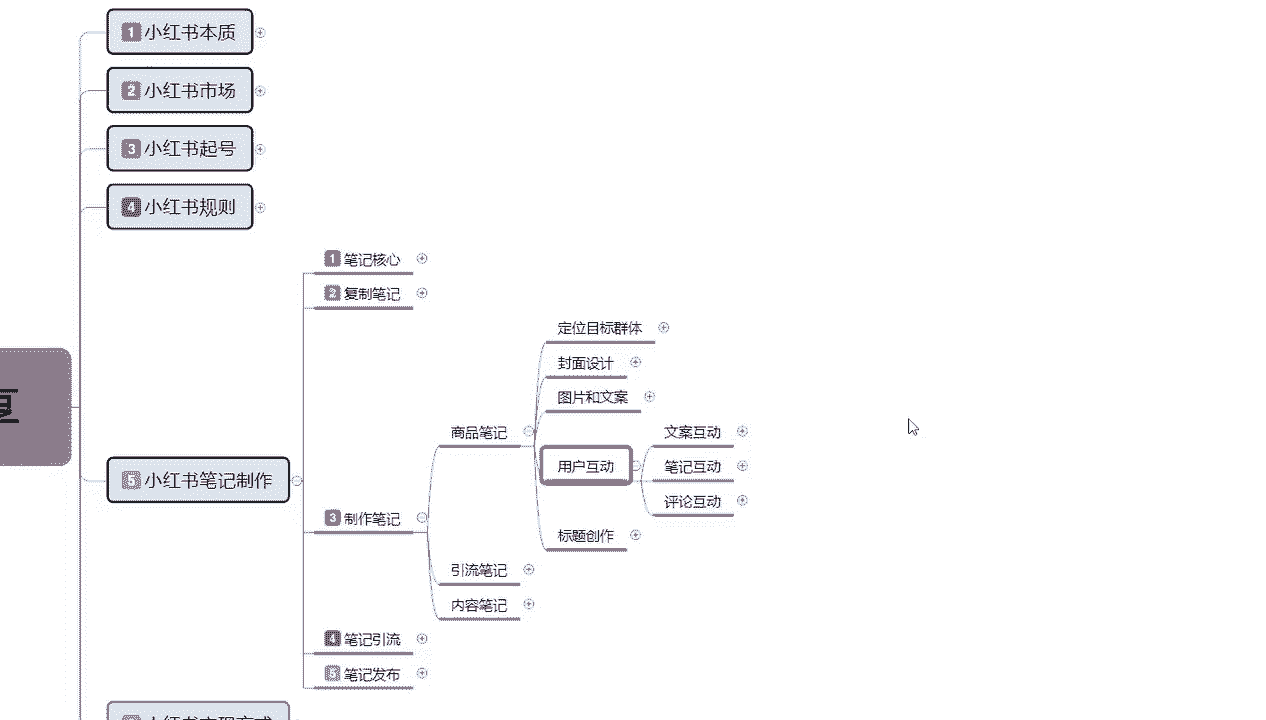 1 小红书本质
2 小红书市场
3 小红书起号
4 小红书规则
5 小红书笔记制作
1 笔记核心
2 复制笔记
3 制作笔记
商品笔记
定位目标群体
封面设计
图片和文案
用户互动
文案互动
笔记互动
评论互动
标题创作
引流笔记
内容笔记
4 笔记引流
5 笔记发布